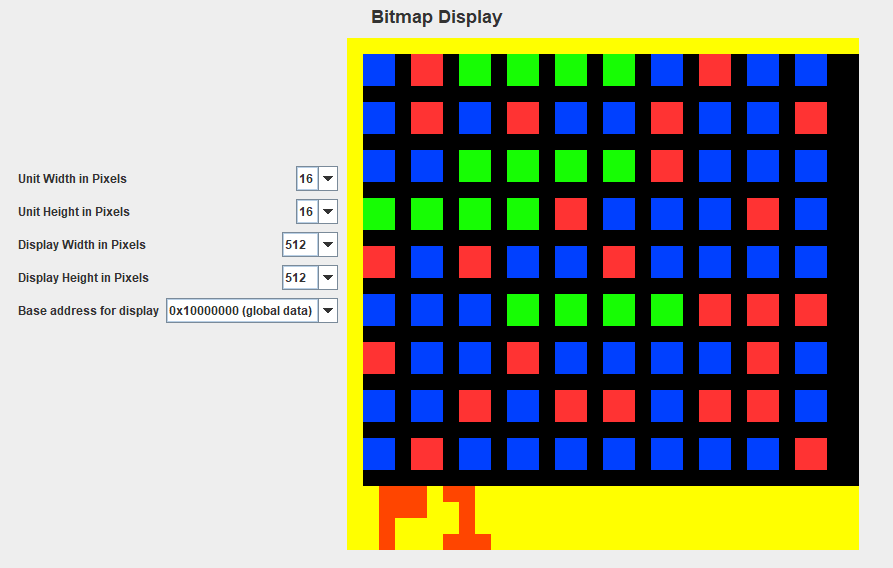 Bitmap Display
Unit Width in Pixels 16
Unit Height in Pixels 16
Display Width in Pixels 512
Display Height in Pixels 512
Base address for display 0x10000000 (global data)
P1